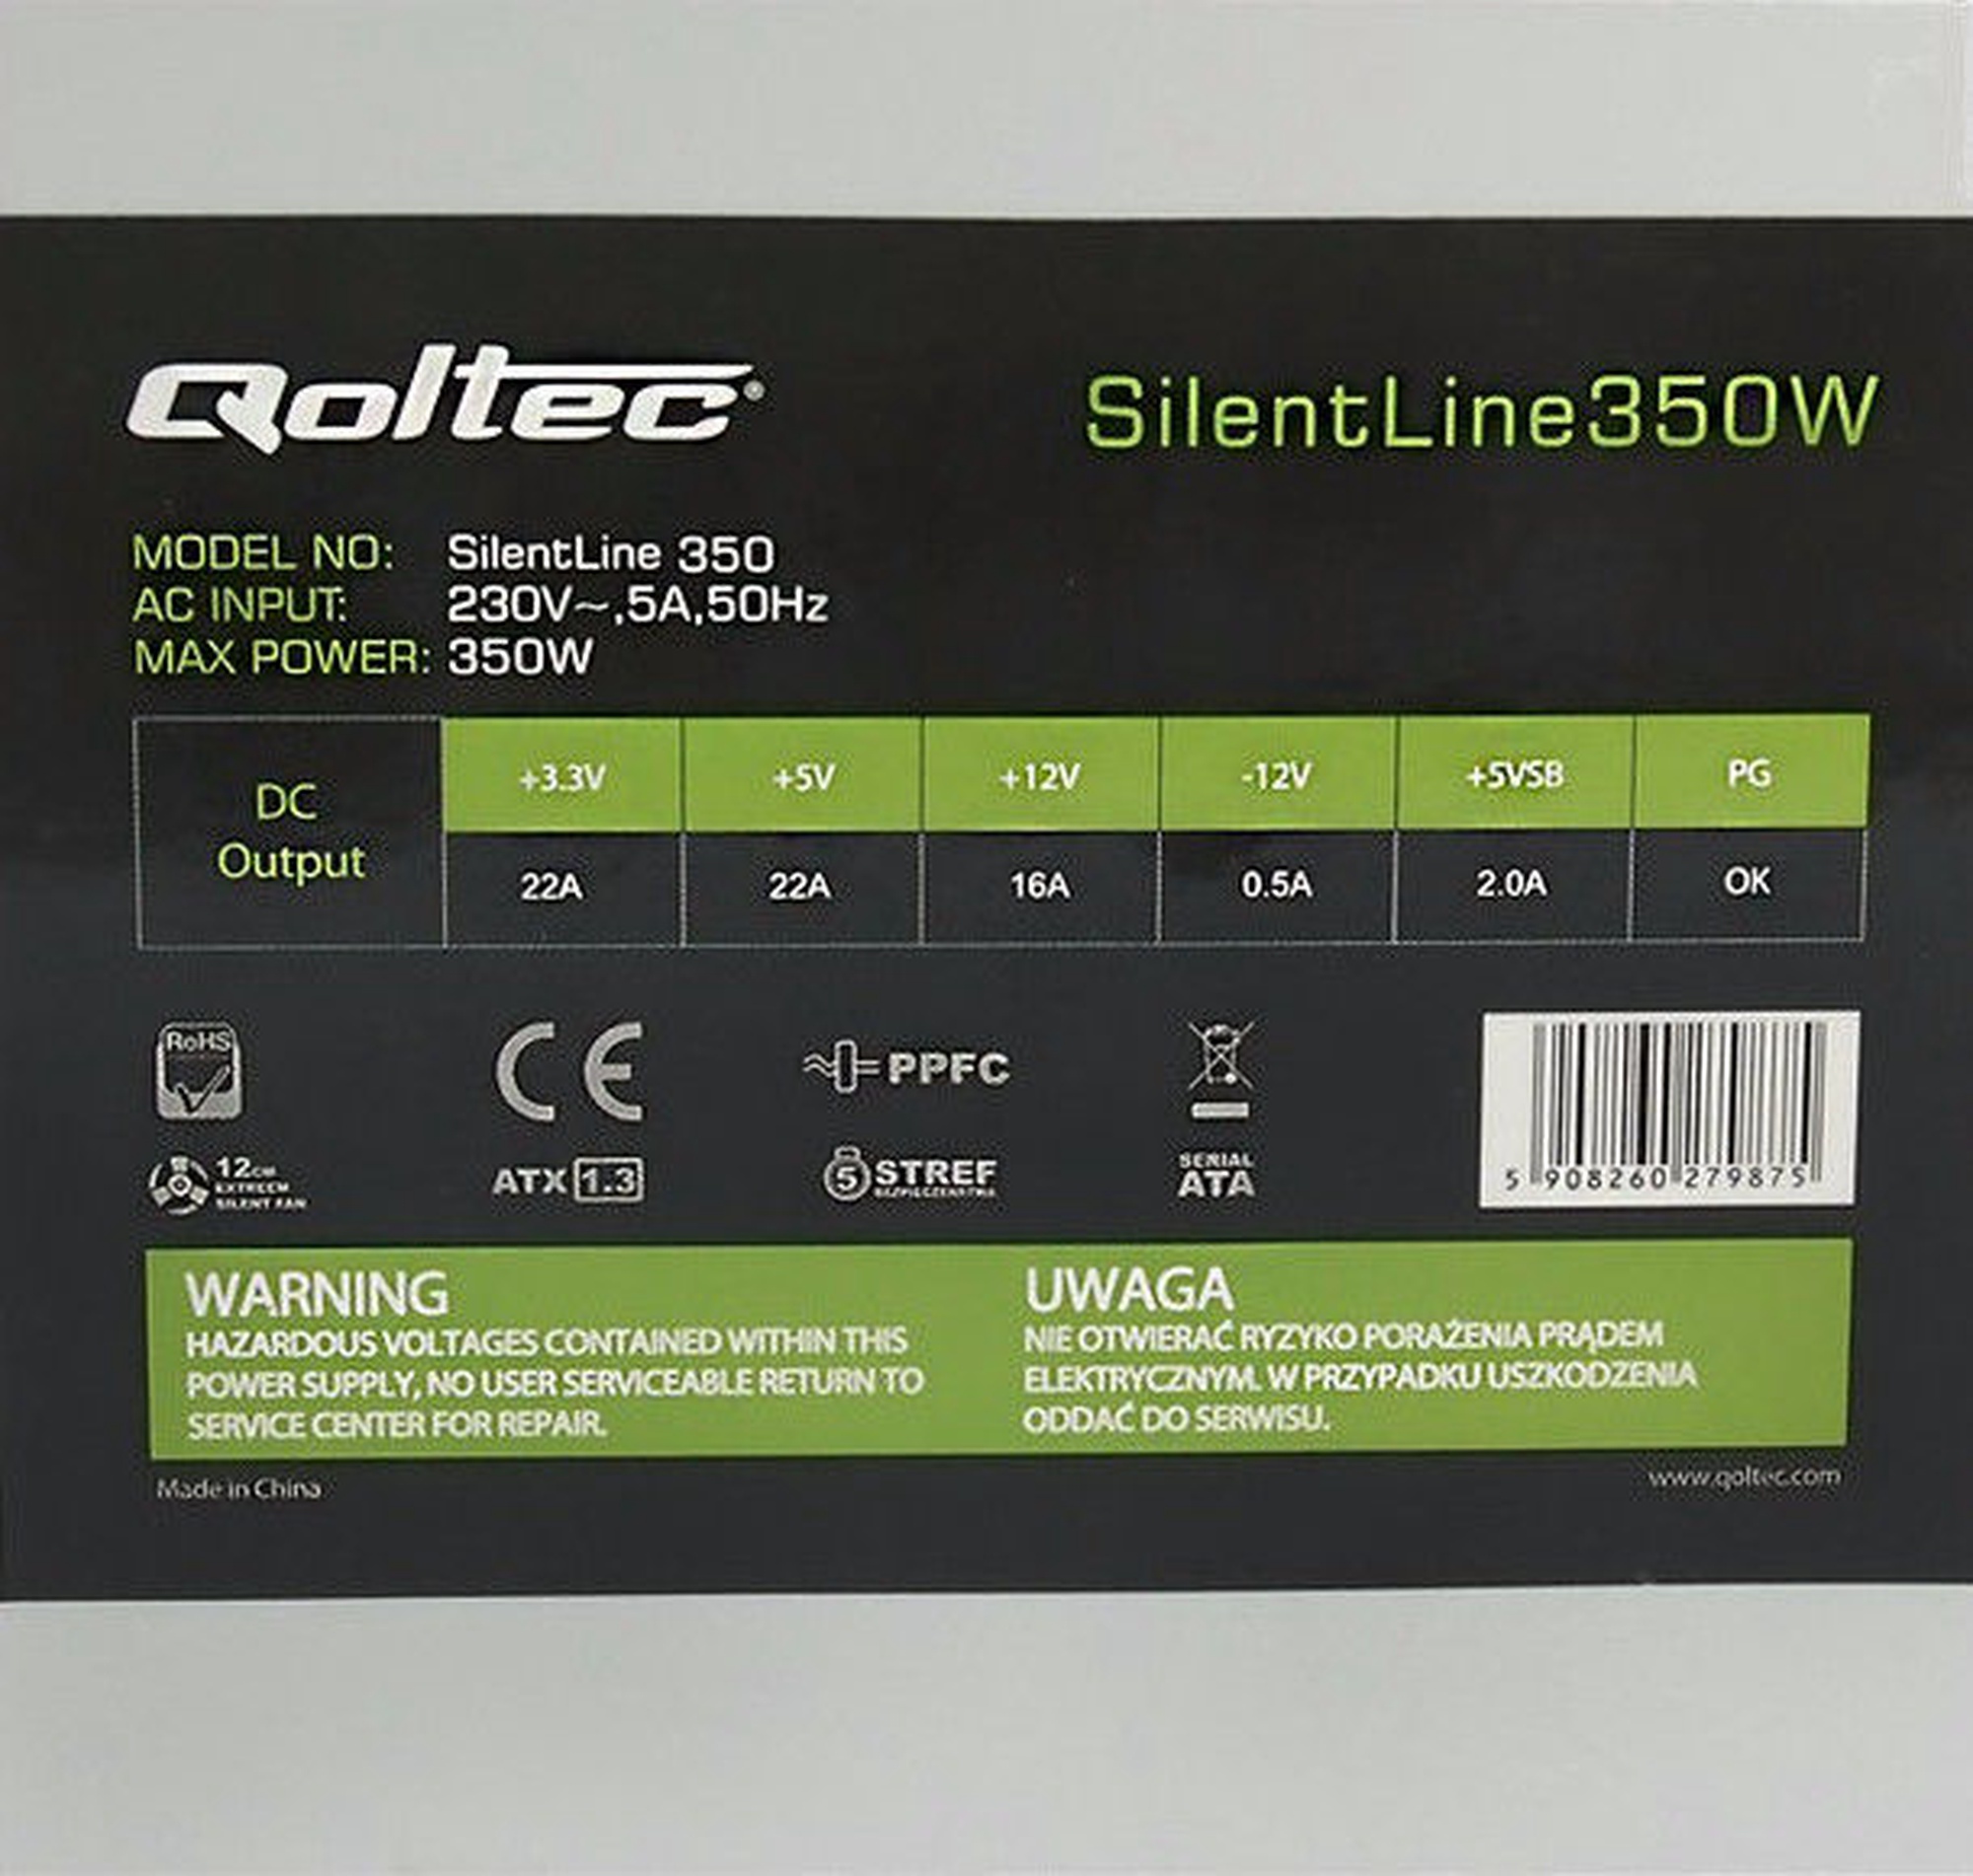 Qoltec®
SilentLine350W
MODEL NO: SilentLine 350
AC INPUT: 230V~,5A,50Hz
MAX POWER: 350W
DC Output
+3.3V +5V +12V -12V +5VSB PG
22A 22A 16A 0.5A 2.0A OK
RoHS
CE
PPFC
12cm
EXTREEM
SILENT FAN
ATX 1.3
5 STREF
BEZPIECZEŃSTWA
SERIAL
ATA
5 908260 279875
WARNING
HAZARDOUS VOLTAGES CONTAINED WITHIN THIS
POWER SUPPLY, NO USER SERVICEABLE RETURN TO
SERVICE CENTER FOR REPAIR.
UWAGA
NIE OTWIERAĆ RYZYKO PORAŻENIA PRĄDEM
ELEKTRYCZNYM. W PRZYPADKU USZKODZENIA
ODDAĆ DO SERWISU.
Made in China
www.qoltec.com